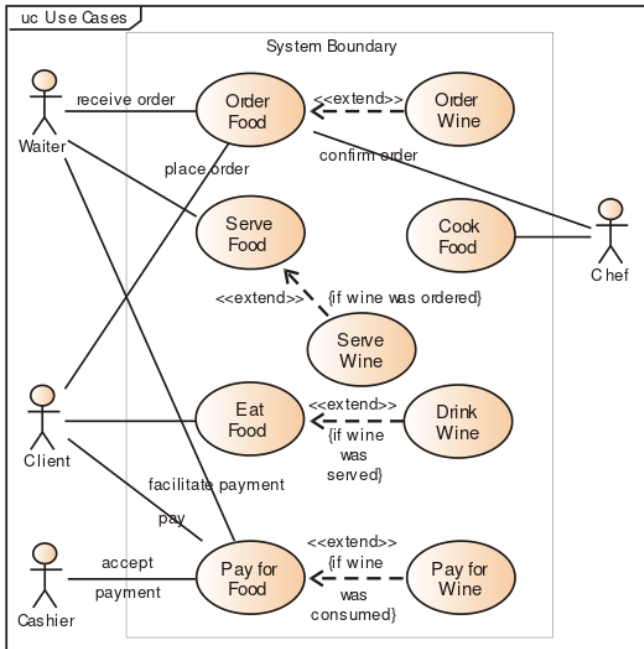 uc Use Cases
System Boundary
receive order
Order
Food
<<extend>>
Order
Wine
Waiter
place order
confirm order
Serve
Food
Cook
Food
Chef
<<extend>>
{if wine was ordered}
Serve
Wine
Eat
Food
<<extend>>
{if wine
was
served}
Drink
Wine
Client
facilitate payment
pay
accept
payment
Pay for
Food
<<extend>>
{if wine
was
consumed}
Pay for
Wine
Cashier